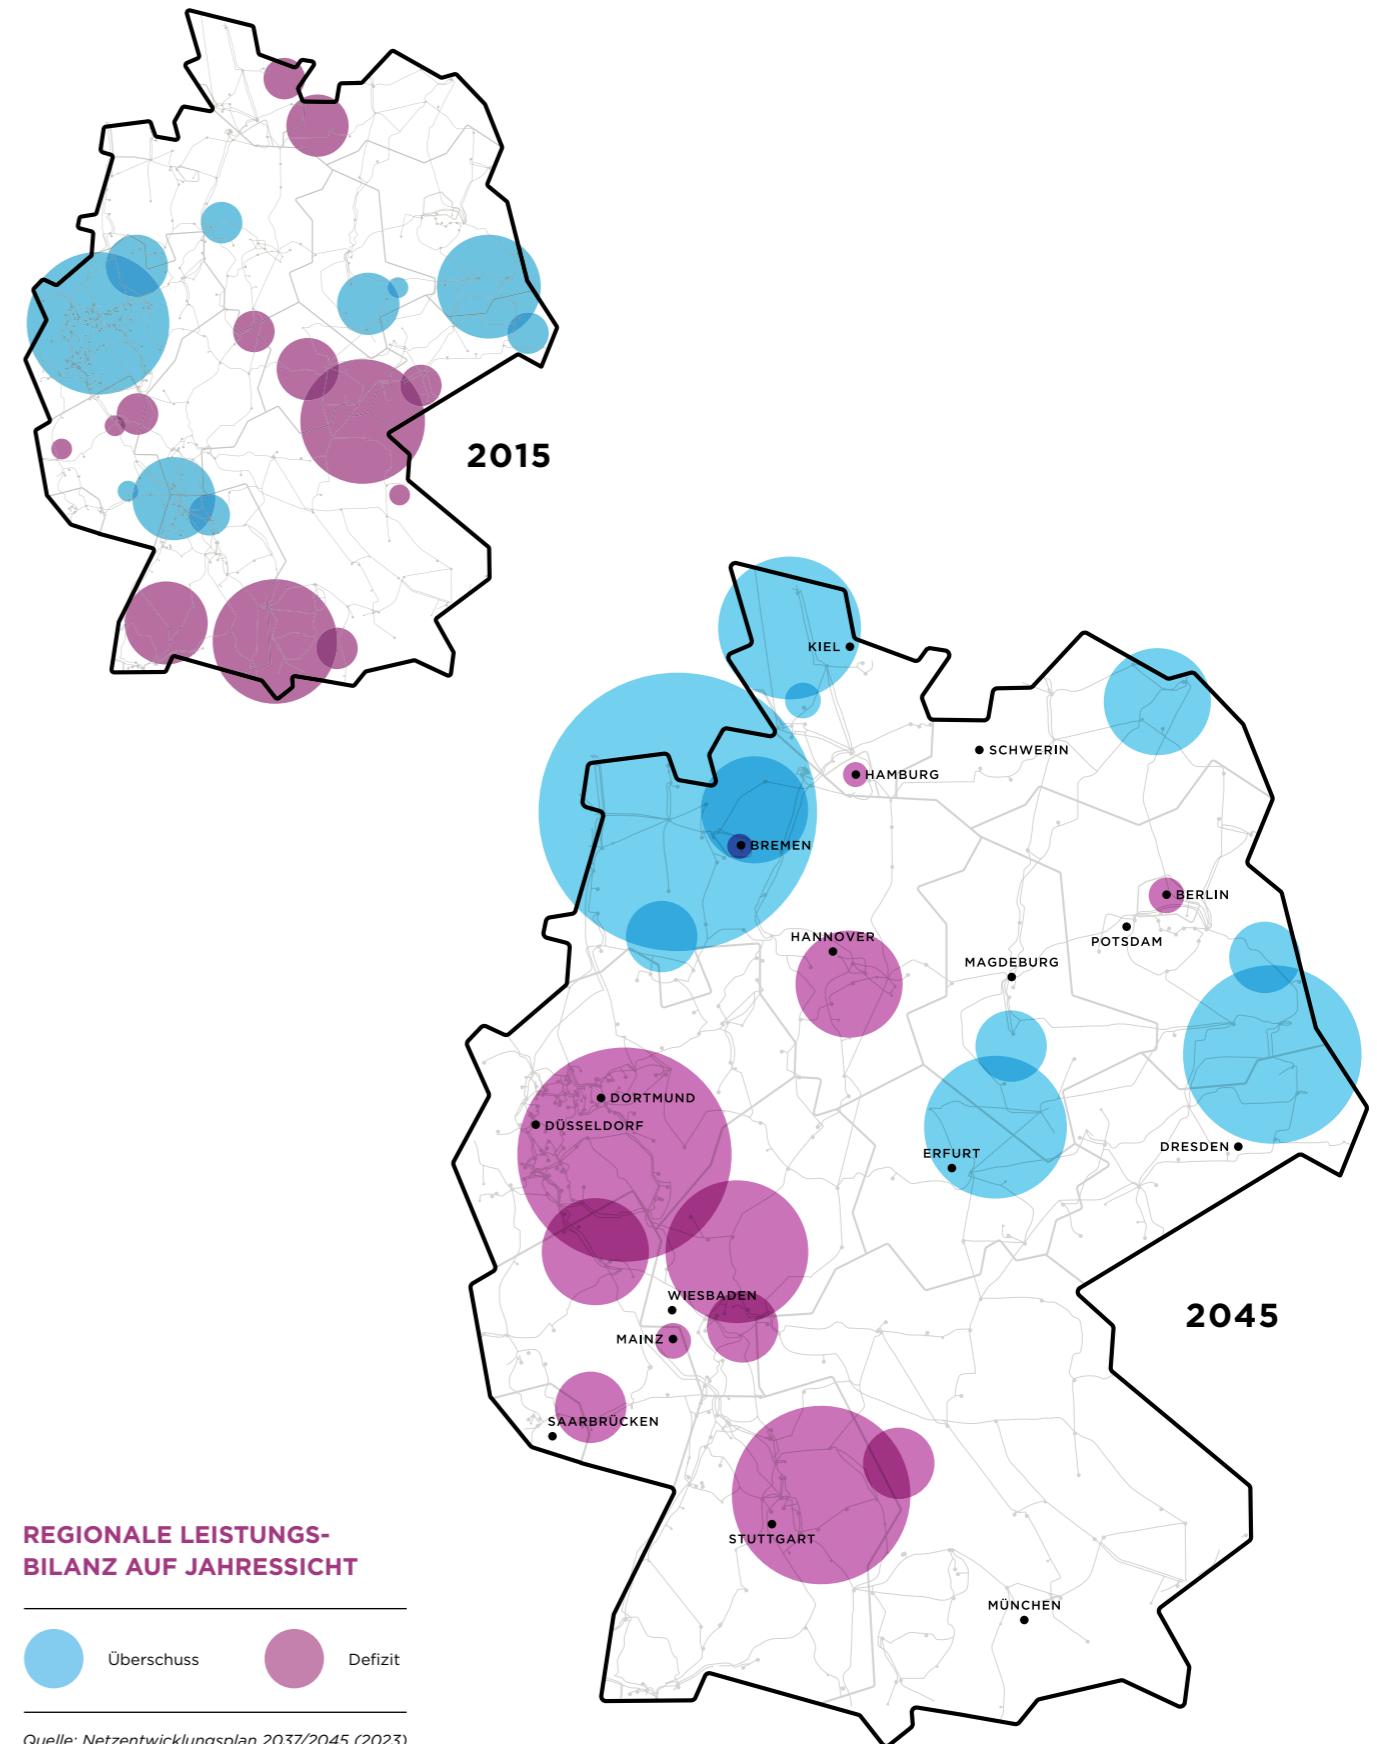 2015
KIEL
SCHWERIN
HAMBURG
BREMEN
BERLIN
POTSDAM
HANNOVER
MAGDEBURG
DORTMUND
DÜSSELDORF
DRESDEN
ERFURT
WIESBADEN
2045
MAINZ
SAARBRÜCKEN
STUTTGART
MÜNCHEN
REGIONALE LEISTUNGS-
BILANZ AUF JAHRESSICHT
Überschuss
Defizit
Quelle: Netzentwicklungsplan 2037/2045 (2023)